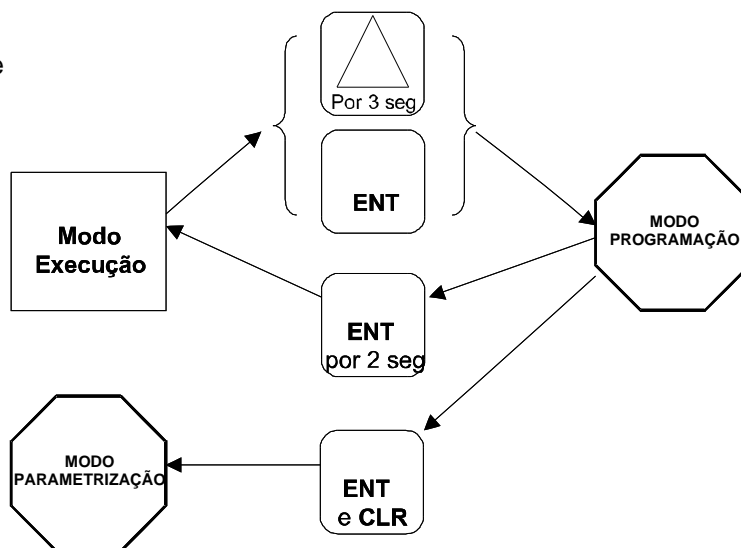 e
Por 3 seg
ENT
Modo
Execução
MODO
PROGRAMAÇÃO
ENT
por 2 seg
MODO
PARAMETRIZAÇÃO
ENT
e CLR